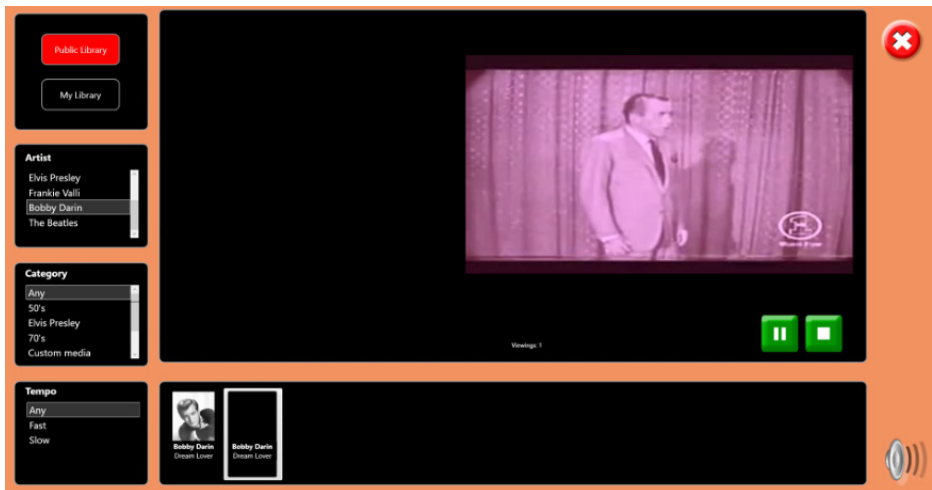 Public Library
My Library
Artist
Elvis Presley
Frankie Valli
Bobby Darin
The Beatles
Category
Any
50's
Elvis Presley
70's
Custom media
Tempo
Any
Fast
Slow
Viewings: 1
Bobby Darin
Dream Lover
Bobby Darin
Dream Lover